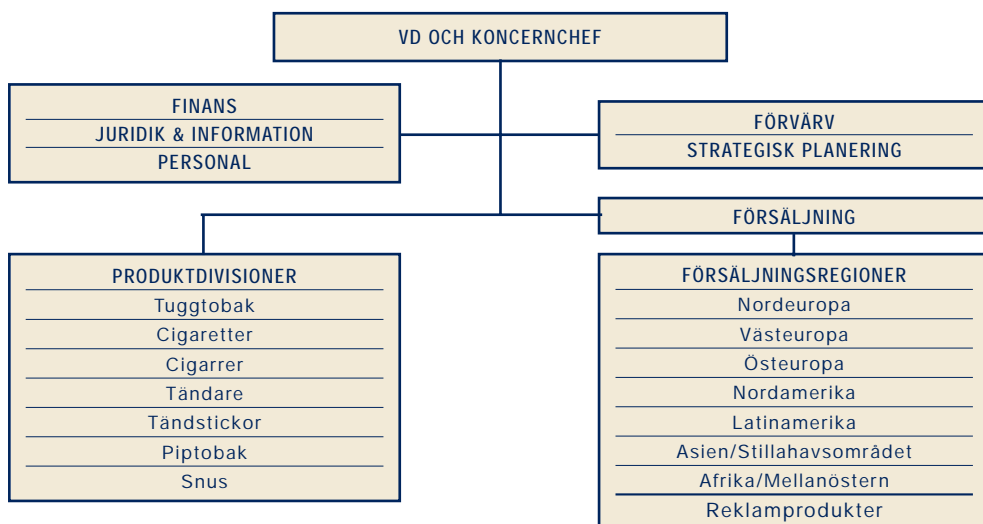 VD OCH KONCERNCHEF
FINANS
JURIDIK & INFORMATION
PERSONAL
FÖRVÄRV
STRATEGISK PLANERING
FÖRSÄLJNING
PRODUKTDIVISIONER
Tuggtobak
Cigaretter
Cigarrer
Tändare
Tändstickor
Piptobak
Snus
FÖRSÄLJNINGSREGIONER
Nordeuropa
Västeuropa
Östeuropa
Nordamerika
Latinamerika
Asien/Stillahavsområdet
Afrika/Mellanöstern
Reklamprodukter